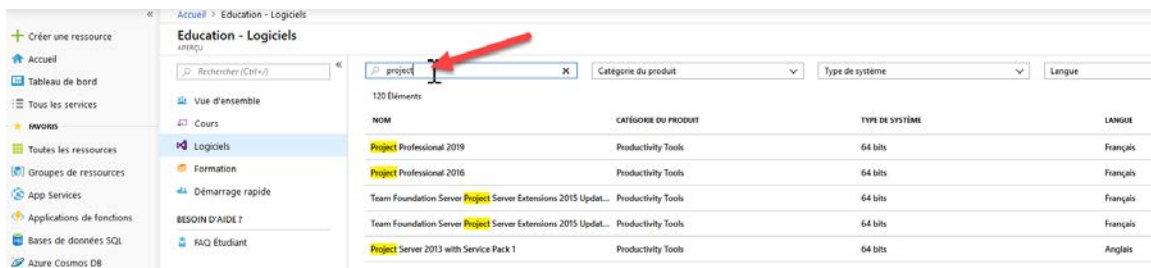 «
Accueil > Education - Logiciels
Créer une ressource
Accueil
Tableau de bord
Tous les services
FAVORIS
Toutes les ressources
Groupes de ressources
App Services
Applications de fonctions
Bases de données SQL
Azure Cosmos DB
Education - Logiciels
APERÇU
Rechercher (Ctrl+/)
«
Vue d'ensemble
Cours
Logiciels
Formation
Démarrage rapide
BESOIN D'AIDE ?
FAQ Étudiant
project
Catégorie du produit
Type de système
Langue
120 Éléments
NOM CATÉGORIE DU PRODUIT TYPE DE SYSTÈME LANGUE
Project Professional 2019 Productivity Tools 64 bits Français
Project Professional 2016 Productivity Tools 64 bits Français
Team Foundation Server Project Server Extensions 2015 Updat... Productivity Tools 64 bits Français
Team Foundation Server Project Server Extensions 2015 Updat... Productivity Tools 64 bits Français
Project Server 2013 with Service Pack 1 Productivity Tools 64 bits Anglais